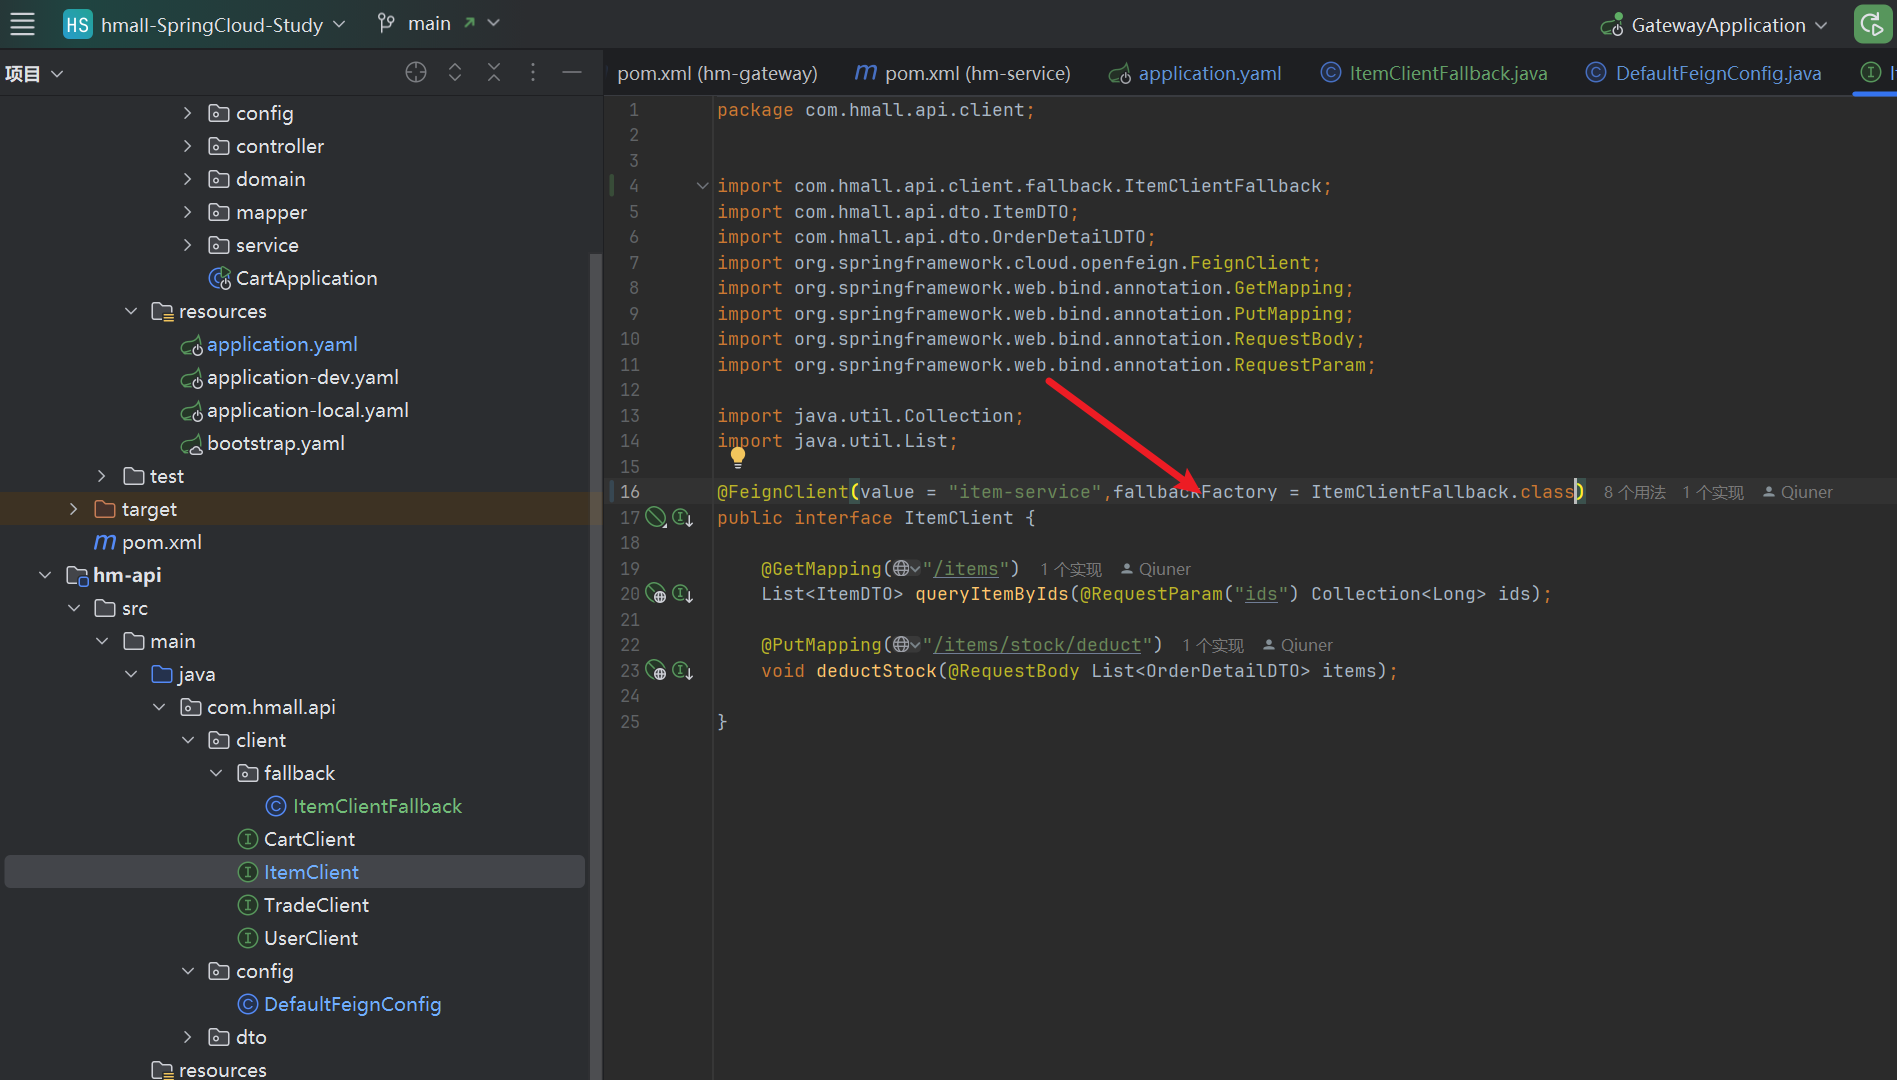 HS hmall-SpringCloud-Study main GatewayApplication
项目
pom.xml (hm-gateway) m pom.xml (hm-service) application.yaml ItemClientFallback.java DefaultFeignConfig.java
config
controller
domain
mapper
service
CartApplication
resources
application.yaml
application-dev.yaml
application-local.yaml
bootstrap.yaml
test
target
m pom.xml
hm-api
src
main
java
com.hmall.api
client
fallback
ItemClientFallback
CartClient
ItemClient
TradeClient
UserClient
config
DefaultFeignConfig
dto
resources
1 package com.hmall.api.client;
2
3
4 import com.hmall.api.client.fallback.ItemClientFallback;
5 import com.hmall.api.dto.ItemDTO;
6 import com.hmall.api.dto.OrderDetailDTO;
7 import org.springframework.cloud.openfeign.FeignClient;
8 import org.springframework.web.bind.annotation.GetMapping;
9 import org.springframework.web.bind.annotation.PutMapping;
10 import org.springframework.web.bind.annotation.RequestBody;
11 import org.springframework.web.bind.annotation.RequestParam;
12
13 import java.util.Collection;
14 import java.util.List;
15
16 @FeignClient(value = "item-service",fallbackFactory = ItemClientFallback.class) 8 个用法 1 个实现 Qiuner
17 public interface ItemClient {
18
19 @GetMapping("/items") 1 个实现 Qiuner
20 List<ItemDTO> queryItemByIds(@RequestParam("ids") Collection<Long> ids);
21
22 @PutMapping("/items/stock/deduct") 1 个实现 Qiuner
23 void deductStock(@RequestBody List<OrderDetailDTO> items);
24
25 }